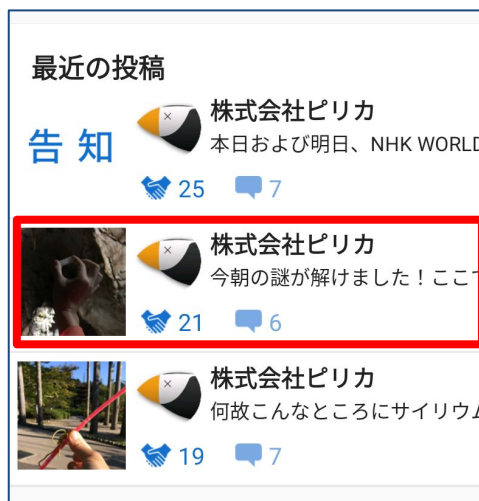 最近の投稿
告知
株式会社ピリカ
本日および明日、NHK WORLD
25 7
株式会社ピリカ
今朝の謎が解けました！ここで
21 6
株式会社ピリカ
何故こんなところにサイリウム
19 7